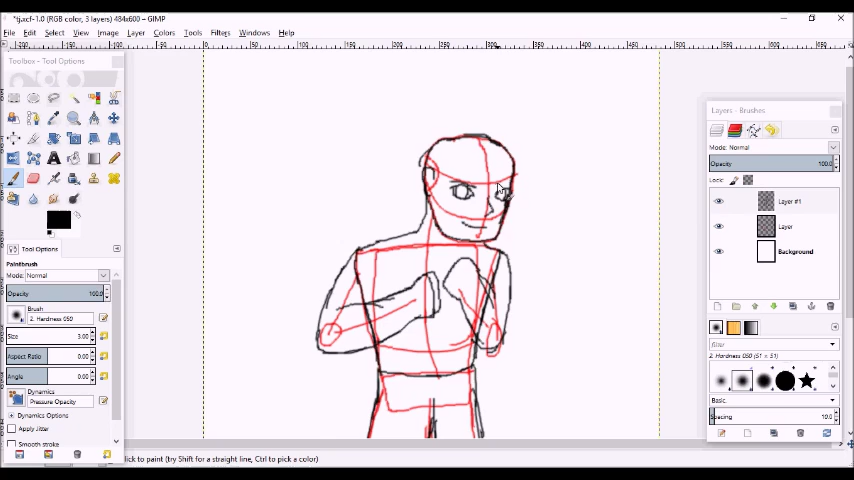 *tj.xcf-1.0 (RGB color, 3 layers) 484x600 – GIMP
File Edit Select View Image Layer Colors Tools Filters Windows Help
Toolbox - Tool Options
Tool Options
Paintbrush
Mode: Normal
Opacity 100.0
Brush
2. Hardness 050
Size 3.00
Aspect Ratio 0.00
Angle 0.00
Dynamics
Pressure Opacity
Dynamics Options
Apply Jitter
Smooth stroke
click to paint (try Shift for a straight line, Ctrl to pick a color)
Layers - Brushes
Mode: Normal
Opacity 100.0
Lock:
Layer #1
Layer
Background
filter
2. Hardness 050 (51 × 51)
Basic.
Spacing 10.0